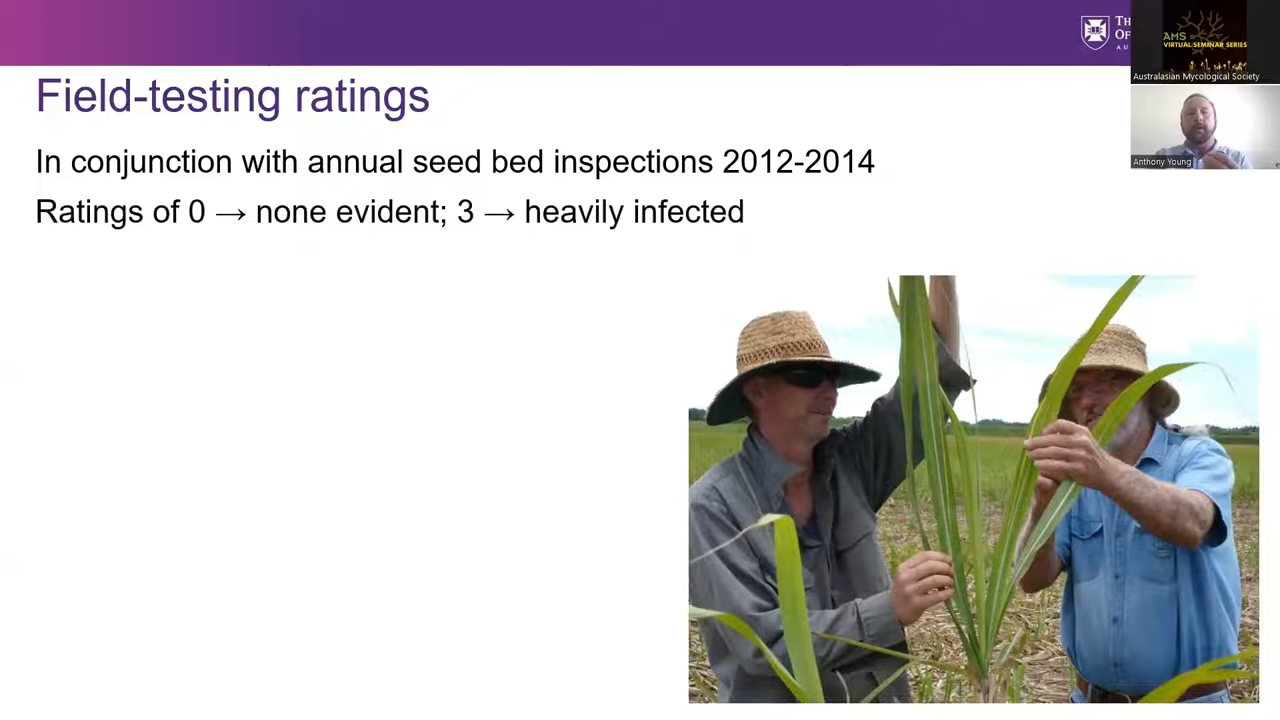 Field-testing ratings
In conjunction with annual seed bed inspections 2012-2014
Ratings of 0 → none evident; 3 → heavily infected
AMS
VIRTUAL SEMINAR SERIES
Australasian Mycological Society
Anthony Young